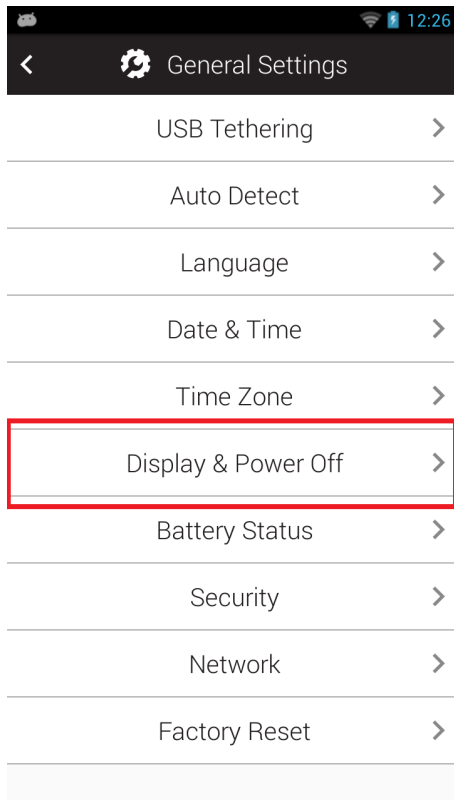 12:26
General Settings
USB Tethering
Auto Detect
Language
Date & Time
Time Zone
Display & Power Off
Battery Status
Security
Network
Factory Reset